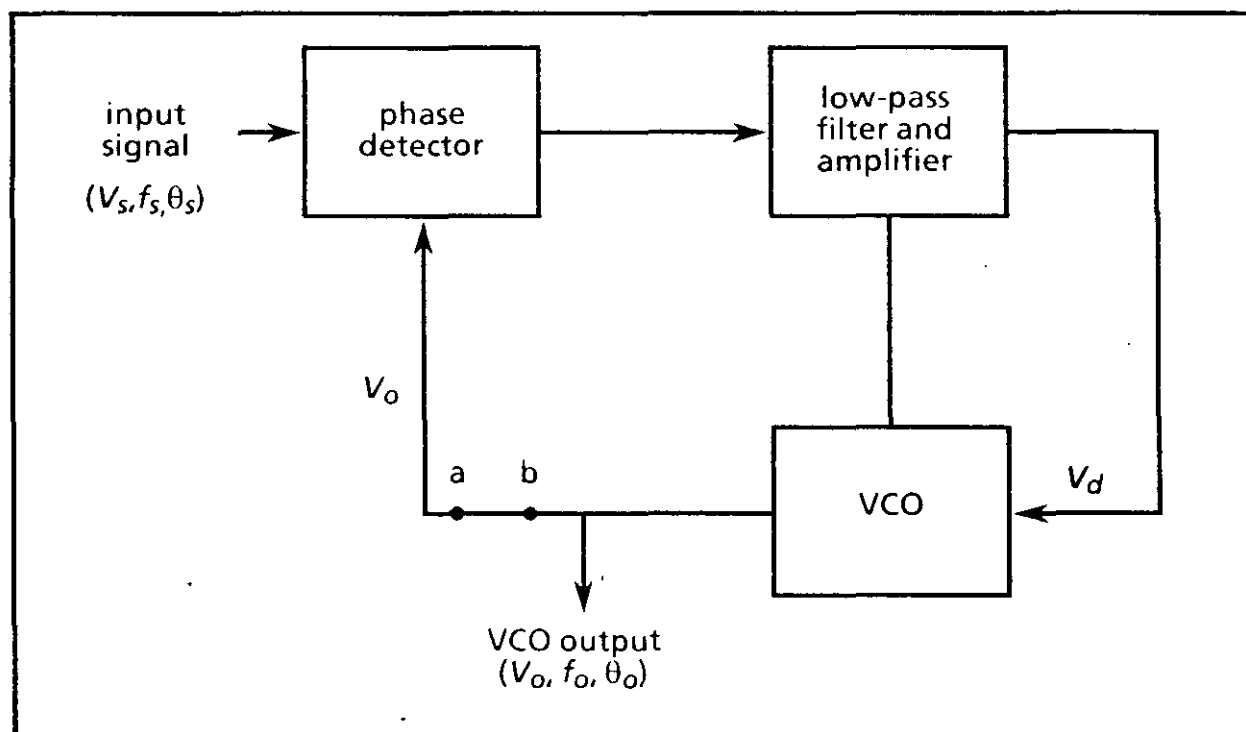 input
signal
(Vs, fs, θs)
phase
detector
low-pass
filter and
amplifier
Vo
a b
Vd
VCO
VCO output
(Vo, fo, θo)